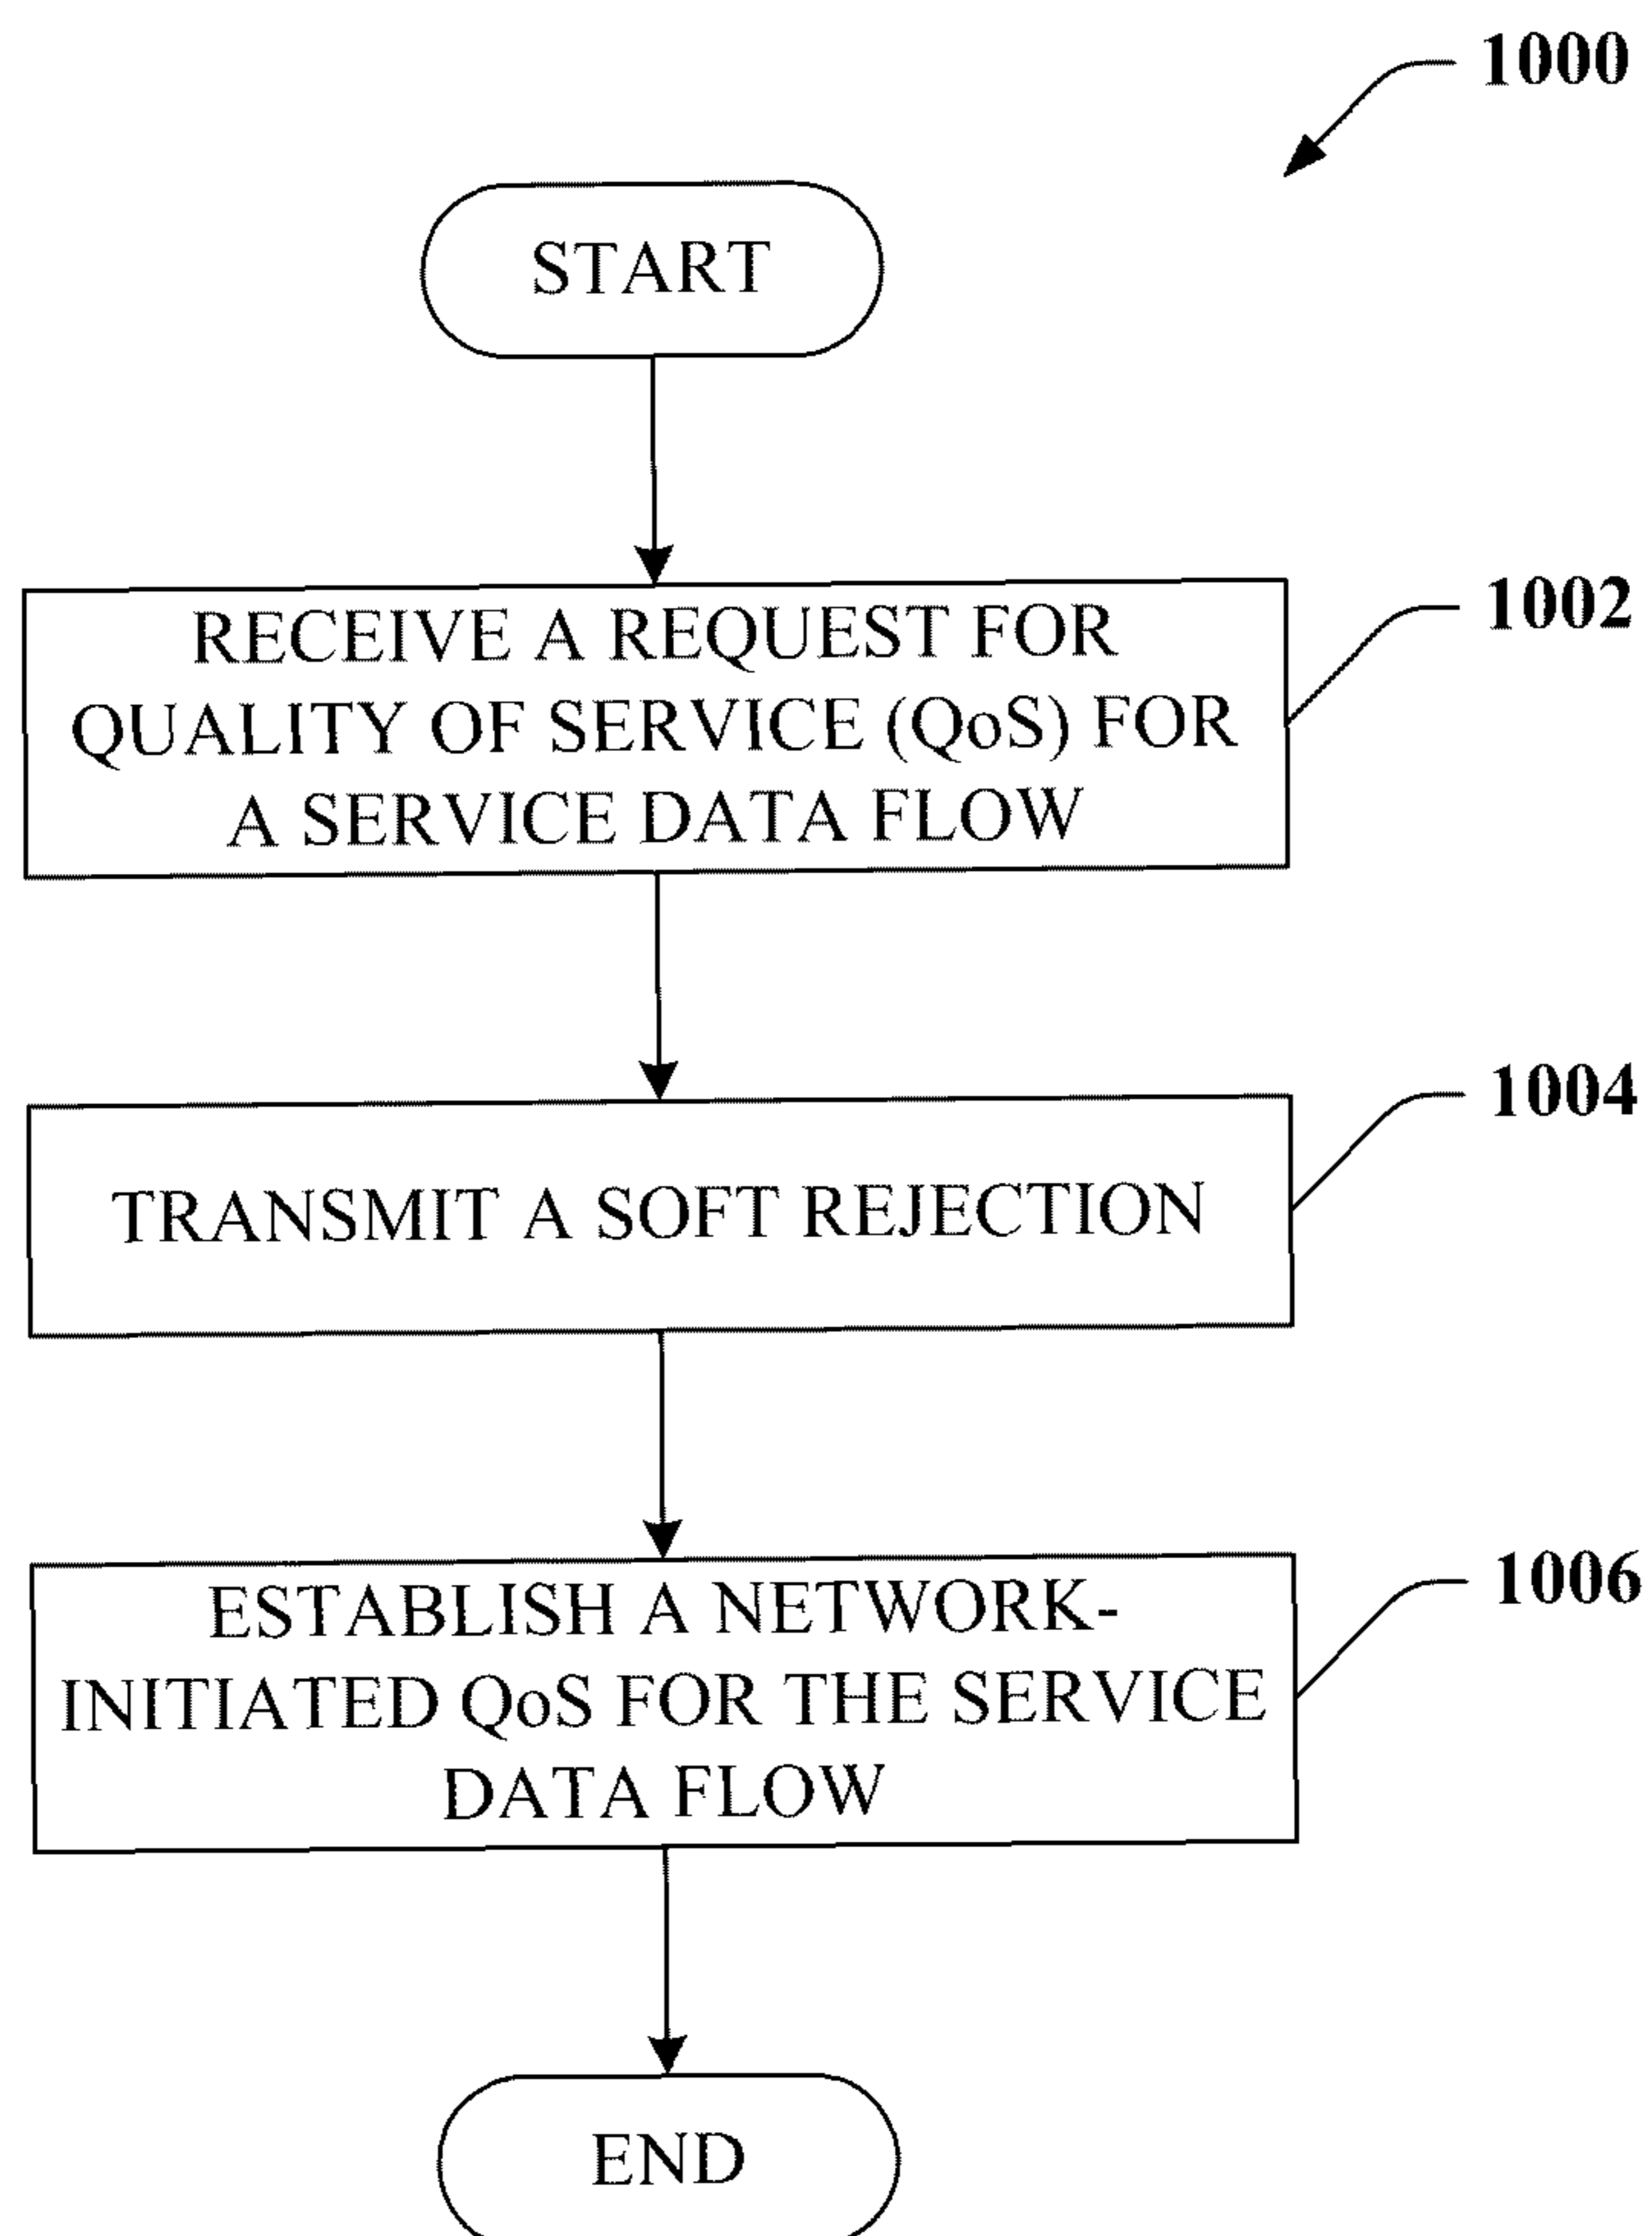 1000
START
RECEIVE A REQUEST FOR
QUALITY OF SERVICE (QoS) FOR
A SERVICE DATA FLOW
1002
TRANSMIT A SOFT REJECTION
1004
ESTABLISH A NETWORK-
INITIATED QoS FOR THE SERVICE
DATA FLOW
1006
END